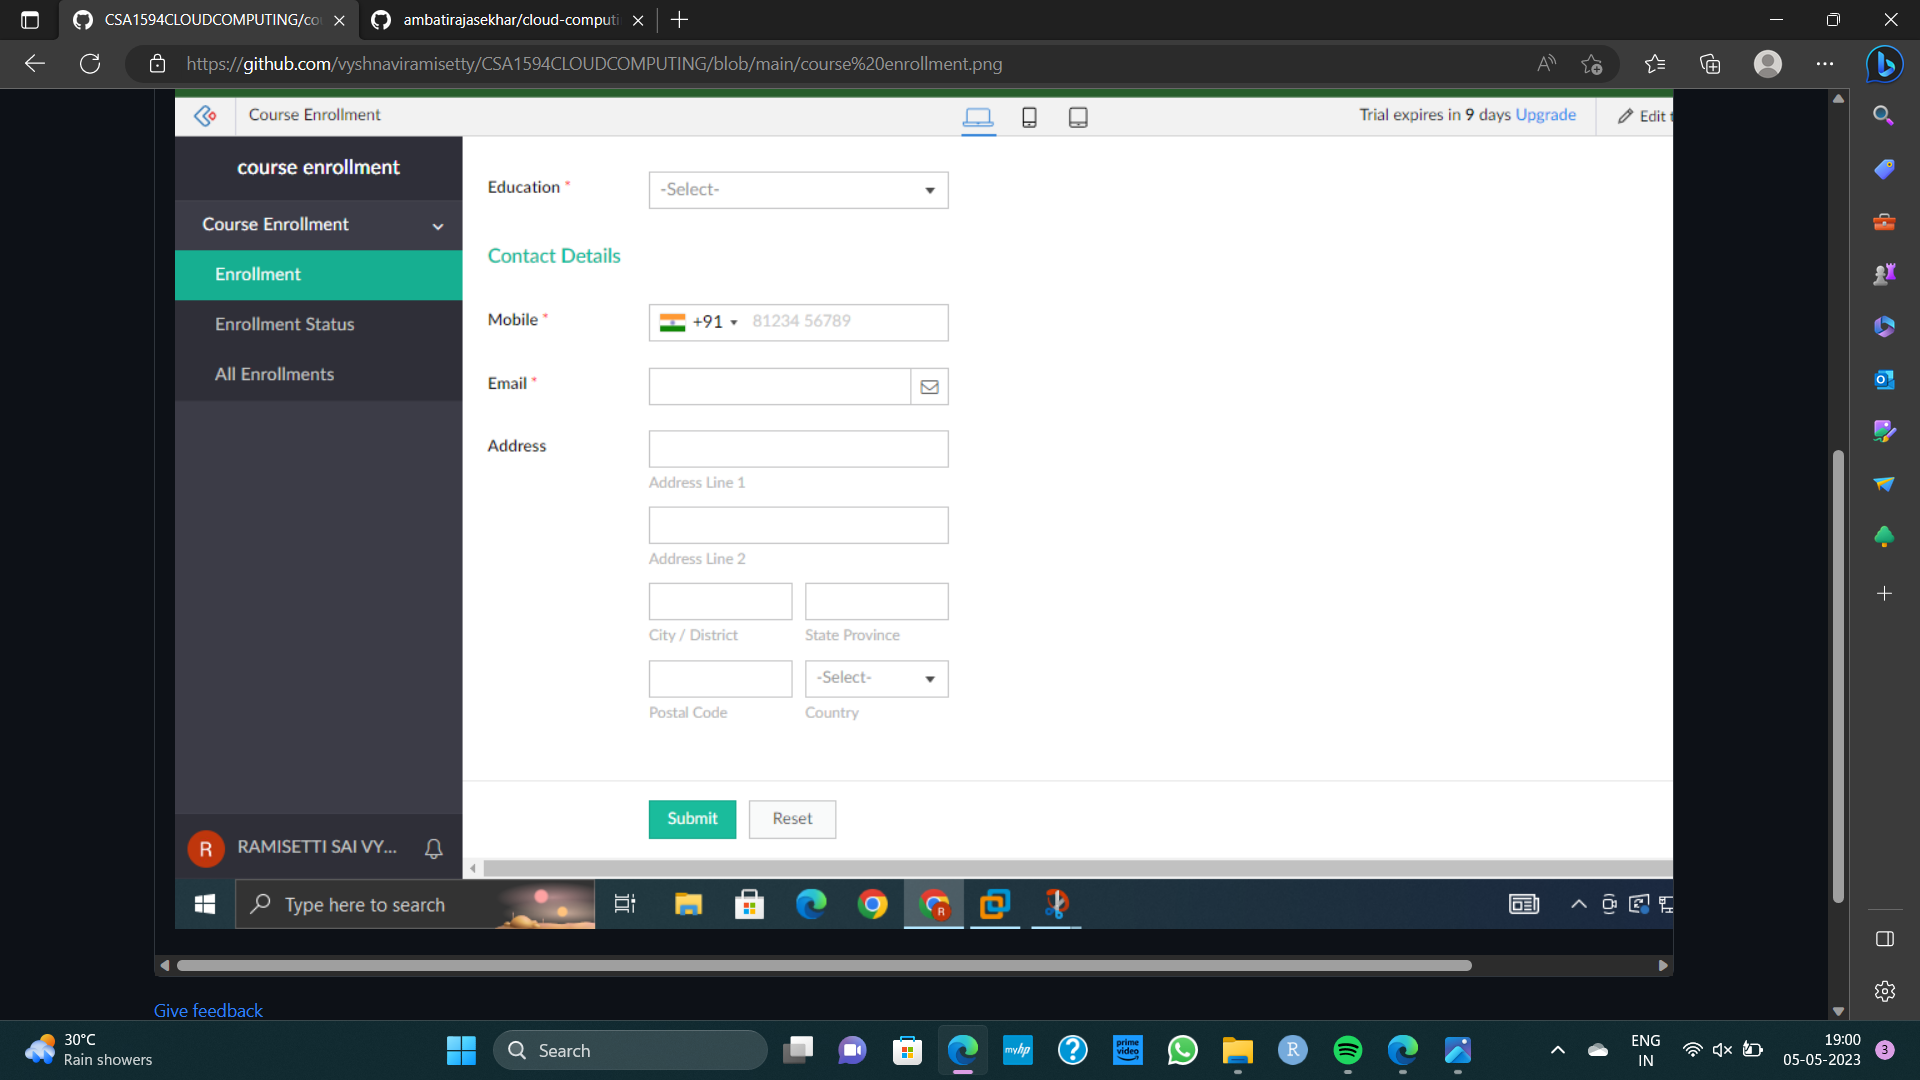 CSA1594CLOUDCOMPUTING/co
ambatirajasekhar/cloud-computi
https://github.com/vyshnaviramisetty/CSA1594CLOUDCOMPUTING/blob/main/course%20enrollment.png
Course Enrollment
Trial expires in 9 days Upgrade
Edit t
course enrollment
Course Enrollment
Enrollment
Enrollment Status
All Enrollments
Education *
-Select-
Contact Details
Mobile *
+91 81234 56789
Email *
Address
Address Line 1
Address Line 2
City / District
State Province
-Select-
Postal Code
Country
Submit
Reset
R
RAMISETTI SAI VY...
Type here to search
R
Give feedback
30°C
Rain showers
Search
myhp
?
prime
video
R
ENG
IN
19:00
05-05-2023
3